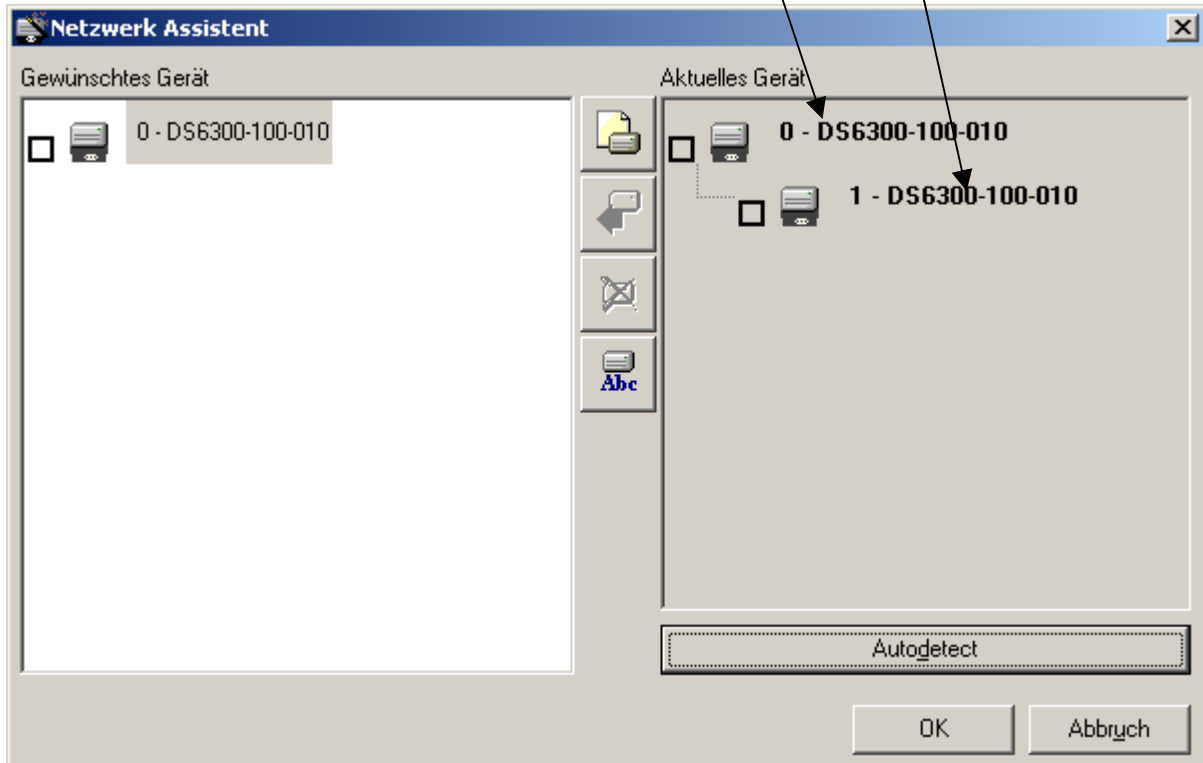 Netzwerk Assistent
Gewünschtes Gerät
Aktuelles Gerät
0 - DS6300-100-010
0 - DS6300-100-010
1 - DS6300-100-010
Abc
Autodetect
OK
Abbruch